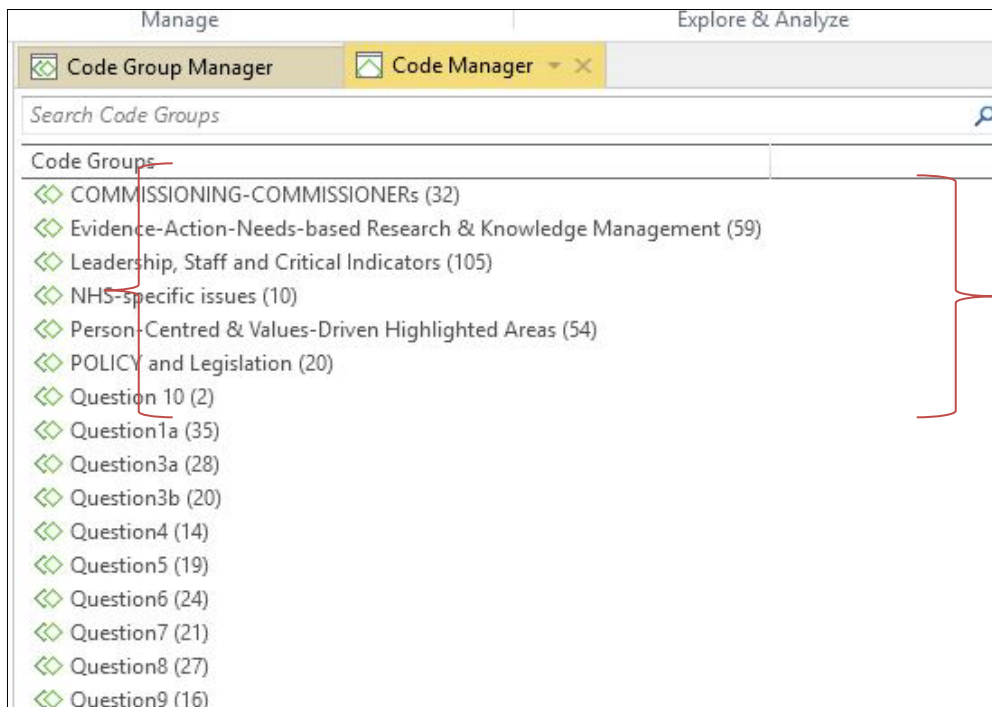 Manage Explore & Analyze
Code Group Manager Code Manager
Search Code Groups
Code Groups
COMMISSIONING-COMMISSIONERs (32)
Evidence-Action-Needs-based Research & Knowledge Management (59)
Leadership, Staff and Critical Indicators (105)
NHS-specific issues (10)
Person-Centred & Values-Driven Highlighted Areas (54)
POLICY and Legislation (20)
Question 10 (2)
Question1a (35)
Question3a (28)
Question3b (20)
Question4 (14)
Question5 (19)
Question6 (24)
Question7 (21)
Question8 (27)
Question9 (16)